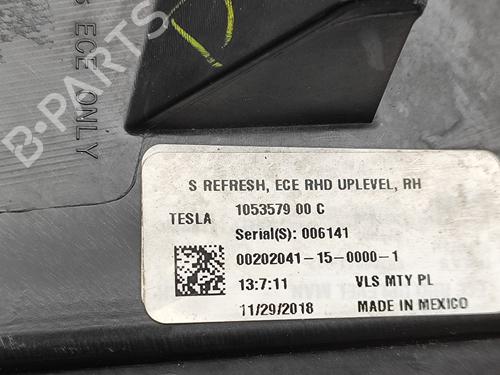 B-PARTS
ECE ONLY
S REFRESH, ECE RHD UPLEVEL, RH
TESLA 1053579 00 C
Serial(S): 006141
00202041-15-0000-1
13:7:11 VLS MTY PL
11/29/2018 MADE IN MEXICO